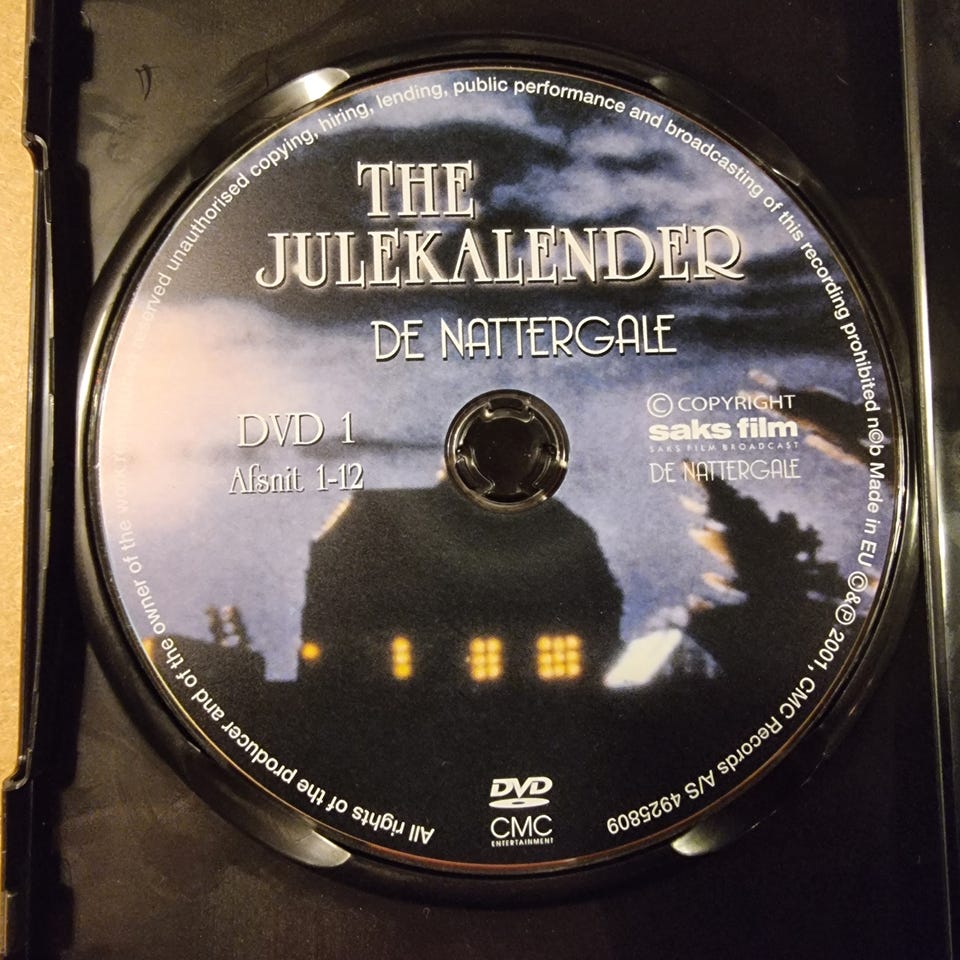 THE
JULEKALENDER
DE NATTERGALE
DVD 1
Afsnit 1-12
© COPYRIGHT
saks film
SAKS FILM BROADCAST
DE NATTERGALE
DVD
CMC
ENTERTAINMENT
All rights of the producer and of the owner of the work unauthorised copying, hiring, lending, public performance and broadcasting of this recording prohibited n©b Made in EU ©&℗ 2001, CMC Records A/S 4925809